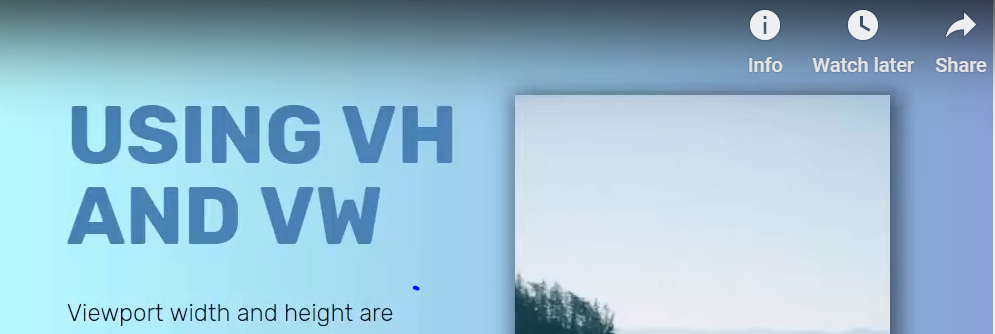 Info Watch later Share
USING VH
AND VW
Viewport width and height are